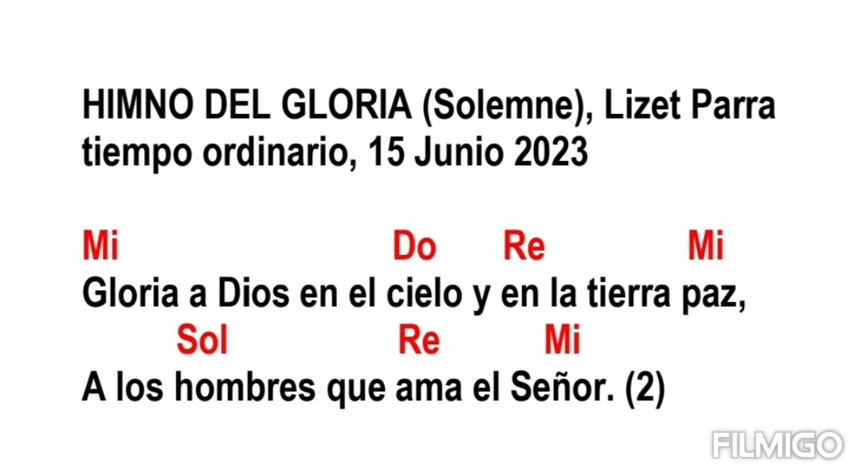 HIMNO DEL GLORIA (Solemne), Lizet Parra
tiempo ordinario, 15 Junio 2023
Mi Do Re Mi
Gloria a Dios en el cielo y en la tierra paz,
Sol Re Mi
A los hombres que ama el Señor. (2)
FILMIGO